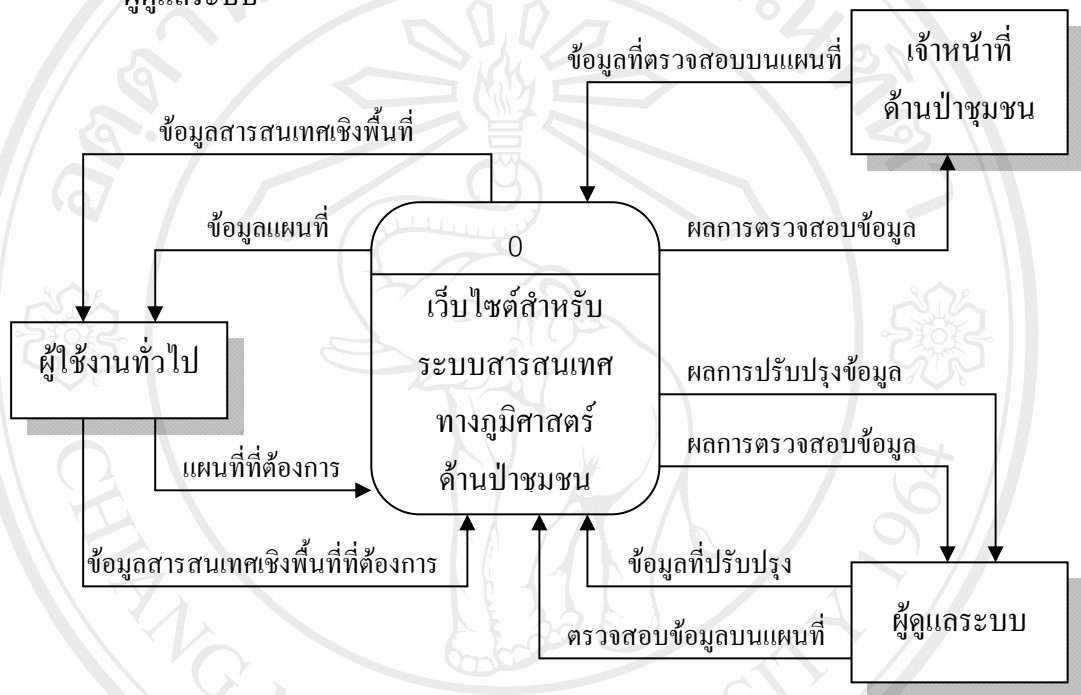 ผู้ดูแลระบบ
ข้อมูลที่ตรวจสอบบนแผนที่
เจ้าหน้าที่
ด้านป่าชุมชน
ข้อมูลสารสนเทศเชิงพื้นที่
ข้อมูลแผนที่
ผลการตรวจสอบข้อมูล
0
เว็บไซต์สำหรับ
ระบบสารสนเทศ
ทางภูมิศาสตร์
ด้านป่าชุมชน
ผู้ใช้งานทั่วไป
ผลการปรับปรุงข้อมูล
ผลการตรวจสอบข้อมูล
แผนที่ที่ต้องการ
ข้อมูลสารสนเทศเชิงพื้นที่ที่ต้องการ
ข้อมูลที่ปรับปรุง
ผู้ดูแลระบบ
ตรวจสอบข้อมูลบนแผนที่
1964